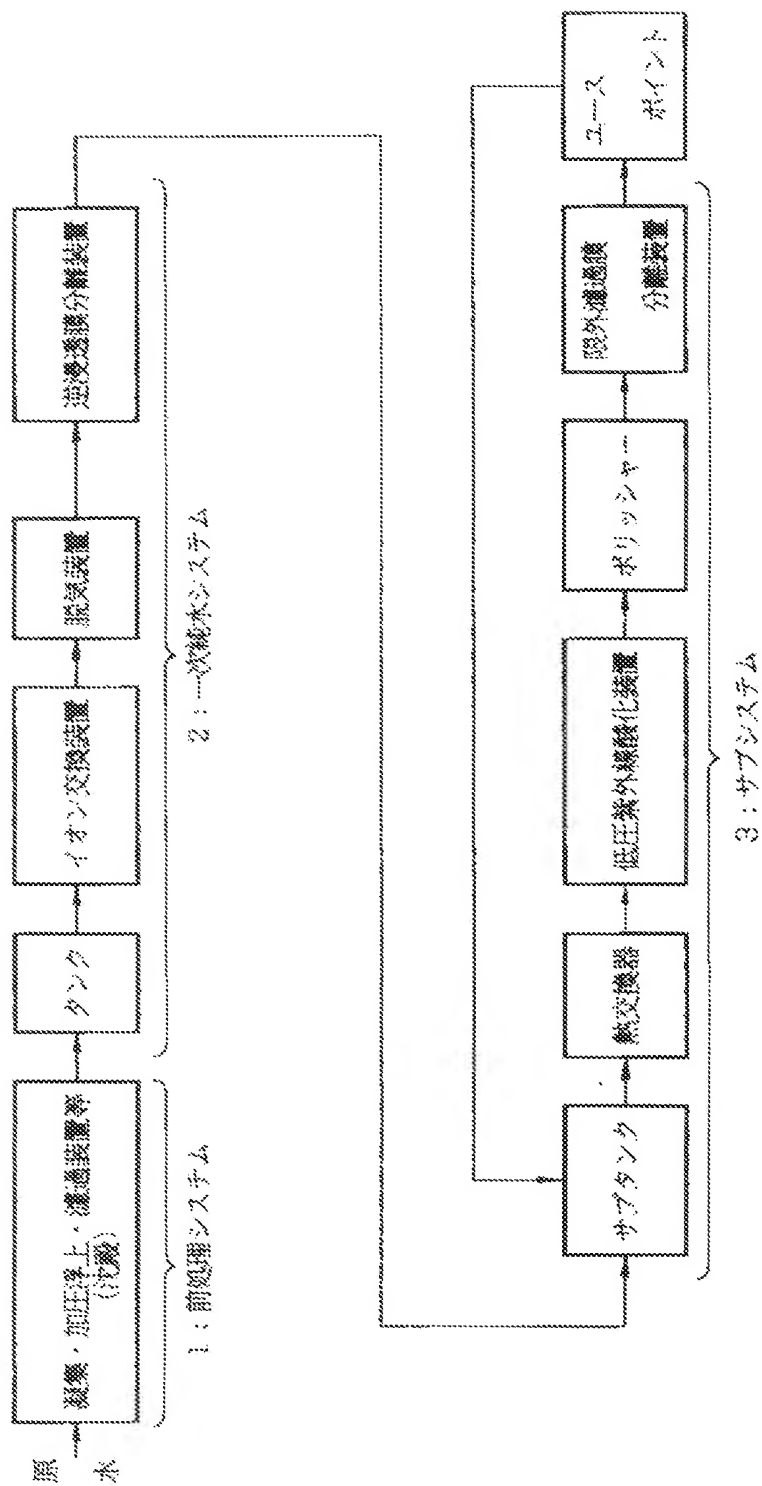 原
水
凝集・加圧浮上・濾過装置等
(沈殿)
タンク
イオン交換装置
脱気装置
逆浸透膜分離装置
1:前処理システム
2:一次純水システム
サブタンク
熱交換器
低圧紫外線酸化装置
ポリッシャー
限外濾過膜
分離装置
ユース
ポイント
3:サブシステム